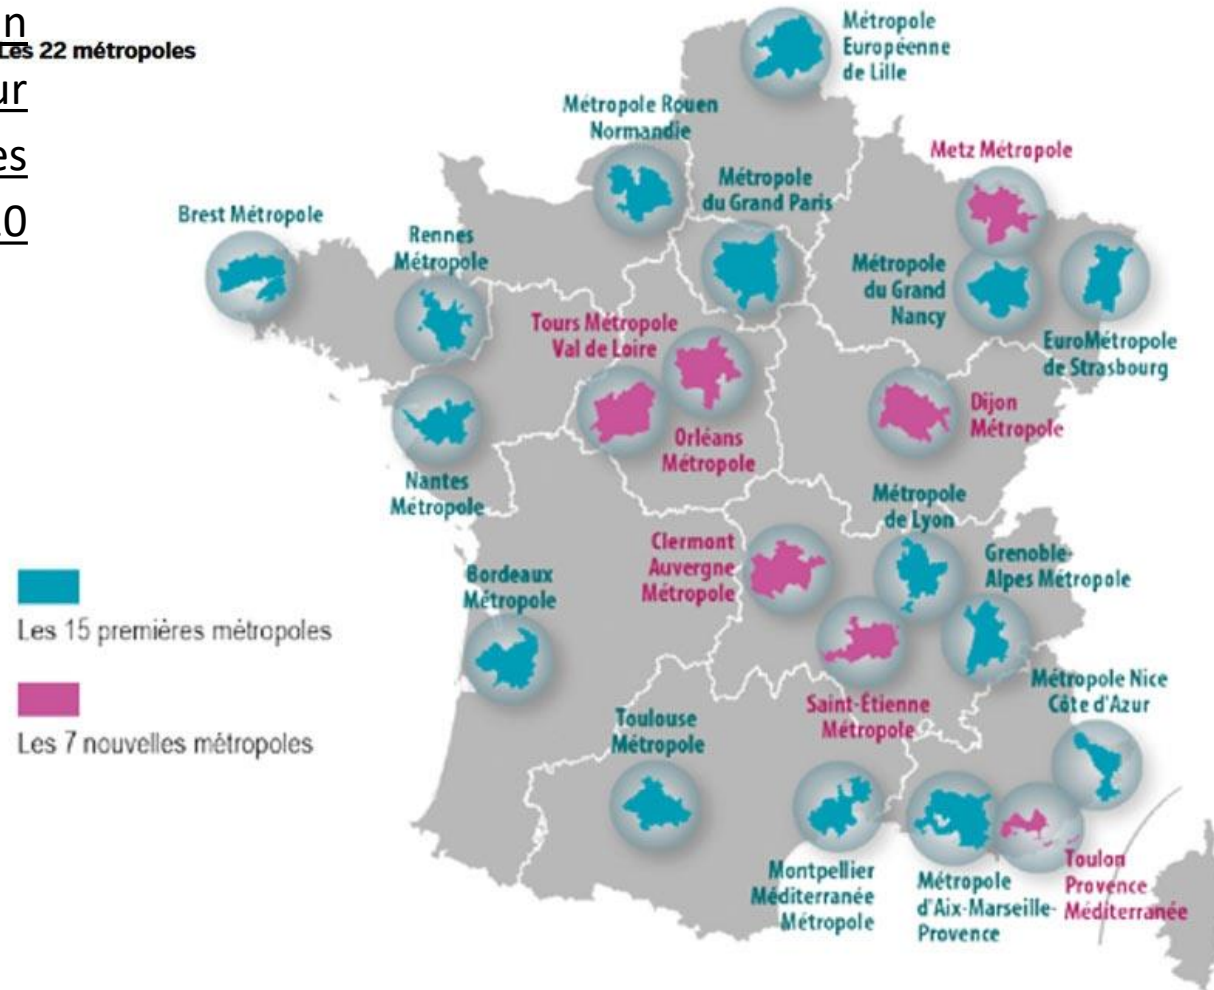 n
Les 22 métropoles
ur
es
0
Métropole
Européenne
de Lille
Métropole Rouen
Normandie
Metz Métropole
Métropole
du Grand Paris
Brest Métropole
Rennes
Métropole
Métropole
du Grand
Nancy
EuroMétropole
de Strasbourg
Tours Métropole
Val de Loire
Orléans
Métropole
Dijon
Métropole
Nantes
Métropole
Métropole
de Lyon
Clermont
Auvergne
Métropole
Grenoble-
Alpes Métropole
Bordeaux
Métropole
Les 15 premières métropoles
Les 7 nouvelles métropoles
Saint-Étienne
Métropole
Métropole Nice
Côte d'Azur
Toulouse
Métropole
Montpellier
Méditerranée
Métropole
Métropole
d'Aix-Marseille-
Provence
Toulon
Provence
Méditerranée